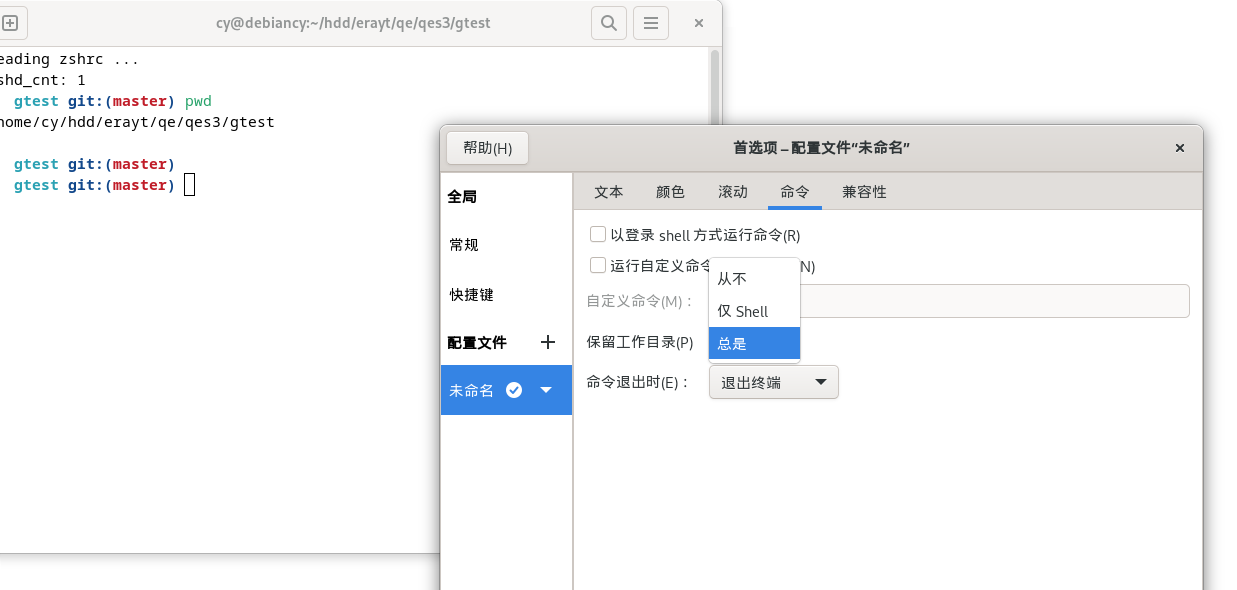 cy@debiancy:~/hdd/erayt/qe/qes3/gtest
eading zshrc ...
shd_cnt: 1
gtest git:(master) pwd
home/cy/hdd/erayt/qe/qes3/gtest
gtest git:(master)
gtest git:(master)
帮助(H)
首选项 – 配置文件“未命名”
全局
常规
快捷键
配置文件
未命名
文本 颜色 滚动 命令 兼容性
以登录 shell 方式运行命令(R)
运行自定义命令 N)
自定义命令(M)：
保留工作目录(P)
从不
仅 Shell
总是
命令退出时(E)： 退出终端